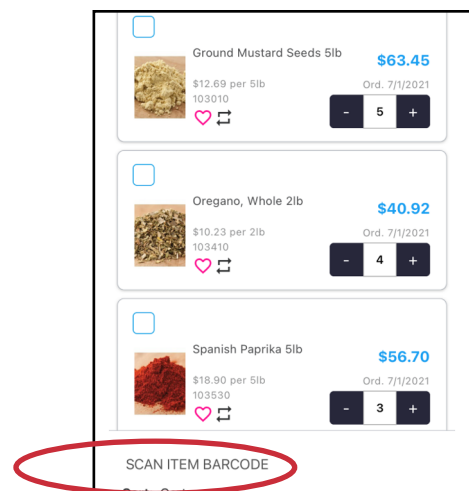 Ground Mustard Seeds 5lb
$63.45
$12.69 per 5lb
Ord. 7/1/2021
103010
- 5 +
Oregano, Whole 2lb
$40.92
$10.23 per 2lb
Ord. 7/1/2021
103410
- 4 +
Spanish Paprika 5lb
$56.70
$18.90 per 5lb
Ord. 7/1/2021
103530
- 3 +
SCAN ITEM BARCODE